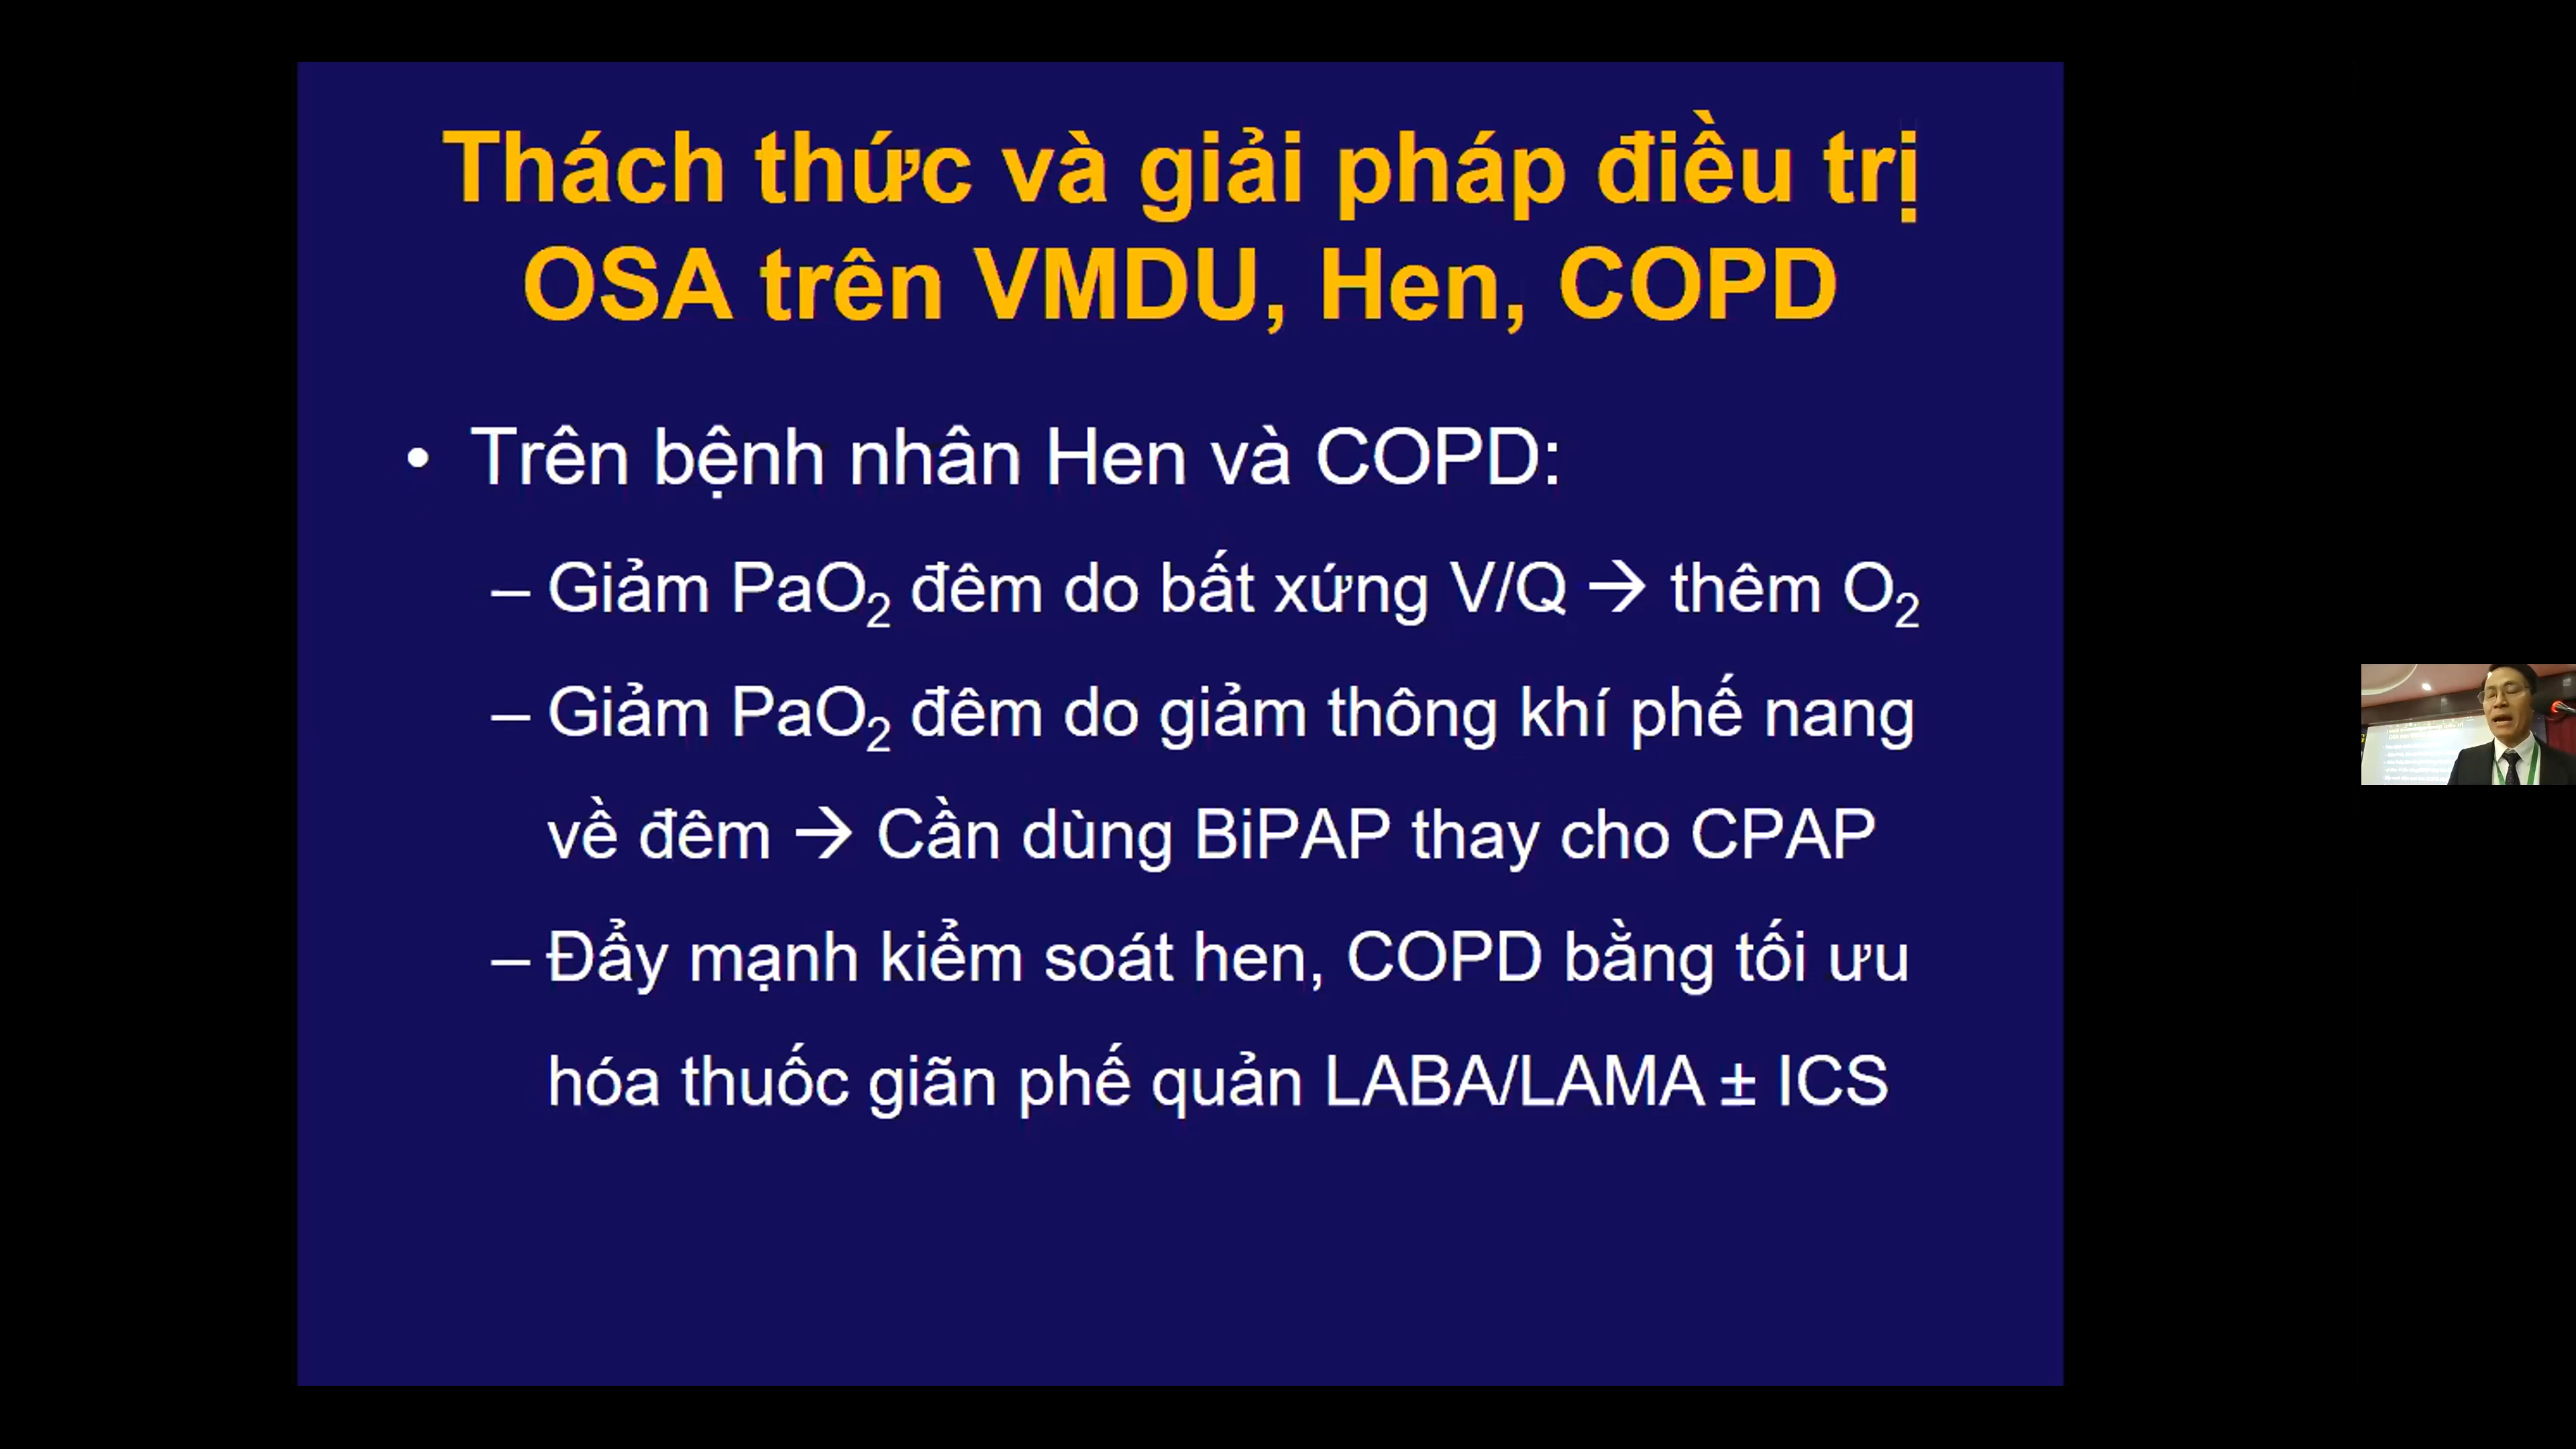 Thách thức và giải pháp điều trị
OSA trên VMDU, Hen, COPD
• Trên bệnh nhân Hen và COPD:
– Giảm PaO₂ đêm do bất xứng V/Q → thêm O₂
– Giảm PaO₂ đêm do giảm thông khí phế nang
về đêm → Cần dùng BiPAP thay cho CPAP
– Đẩy mạnh kiểm soát hen, COPD bằng tối ưu
hóa thuốc giãn phế quản LABA/LAMA ± ICS